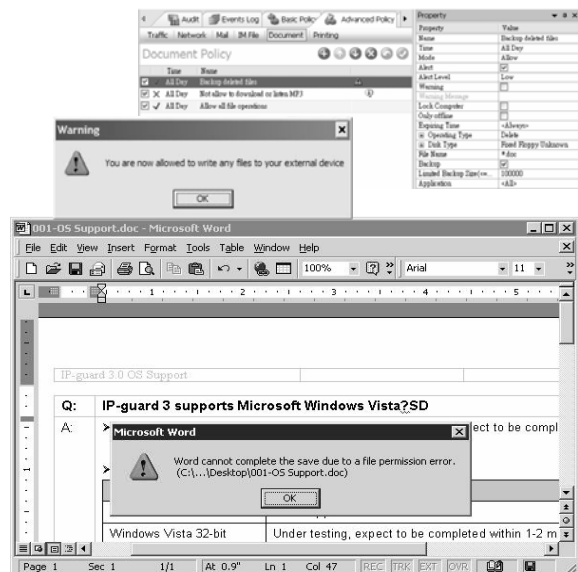 Audit Events Log Basic Policy Advanced Policy
Traffic Network Mail IM File Document Printing
Document Policy
Time Name
All Day Backup deleted files
All Day Not allow to download or listen MP3
All Day Allow all file operations
Property
Property Value
Name Backup deleted files
Time All Day
Mode Allow
Alert
Alert Level Low
Warning
Warning Message
Lock Computer
Only offline
Expiring Time <Always>
Operating Type Delete
Disk Type Fixed Floppy Unknown
File Name *.doc
Backup
Limited Backup Size(<=... 100000
Application <All>
Warning
You are now allowed to write any files to your external device
OK
001-OS Support.doc - Microsoft Word
File Edit View Insert Format Tools Table Window Help
100% Arial 11
1 2 3 4 5
IP-guard 3.0 OS Support
Q: IP-guard 3 supports Microsoft Windows Vista?SD
A: ect to be compl
Microsoft Word
Word cannot complete the save due to a file permission error.
(C:\...\Desktop\001-OS Support.doc)
OK
Windows Vista 32-bit Under testing, expect to be completed within 1-2 m
Page 1 Sec 1 1/1 At 0.9" Ln 1 Col 47 REC TRK EXT OVR